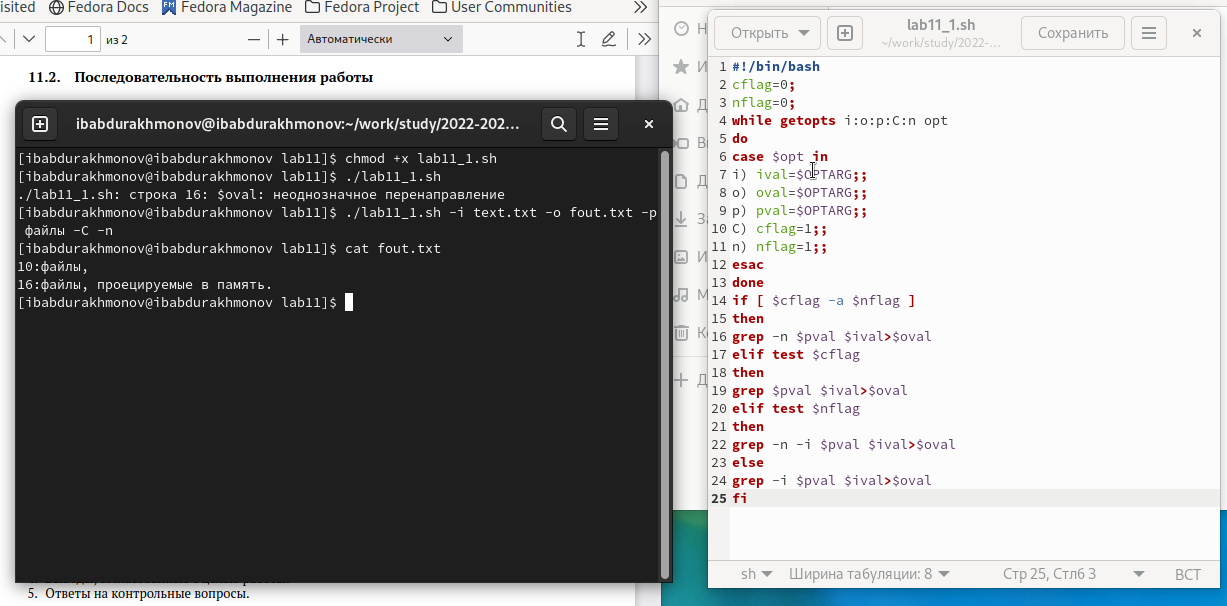 isited Fedora Docs Fedora Magazine Fedora Project User Communities
1 из 2 Автоматически
11.2. Последовательность выполнения работы
ibabdurakhmonov@ibabdurakhmonov:~/work/study/2022-202...
[ibabdurakhmonov@ibabdurakhmonov lab11]$ chmod +x lab11_1.sh
[ibabdurakhmonov@ibabdurakhmonov lab11]$ ./lab11_1.sh
./lab11_1.sh: строка 16: $oval: неоднозначное перенаправление
[ibabdurakhmonov@ibabdurakhmonov lab11]$ ./lab11_1.sh -i text.txt -o fout.txt -p
файлы -C -n
[ibabdurakhmonov@ibabdurakhmonov lab11]$ cat fout.txt
10:файлы,
16:файлы, проецируемые в память.
[ibabdurakhmonov@ibabdurakhmonov lab11]$
5. Ответы на контрольные вопросы.
Открыть
lab11_1.sh
~/work/study/2022-...
Сохранить
1 #!/bin/bash
2 cflag=0;
3 nflag=0;
4 while getopts i:o:p:C:n opt
5 do
6 case $opt in
7 i) ival=$OPTARG;;
8 o) oval=$OPTARG;;
9 p) pval=$OPTARG;;
10 C) cflag=1;;
11 n) nflag=1;;
12 esac
13 done
14 if [ $cflag -a $nflag ]
15 then
16 grep -n $pval $ival>$oval
17 elif test $cflag
18 then
19 grep $pval $ival>$oval
20 elif test $nflag
21 then
22 grep -n -i $pval $ival>$oval
23 else
24 grep -i $pval $ival>$oval
25 fi
sh Ширина табуляции: 8 Стр 25, Стлб 3 ВСТ